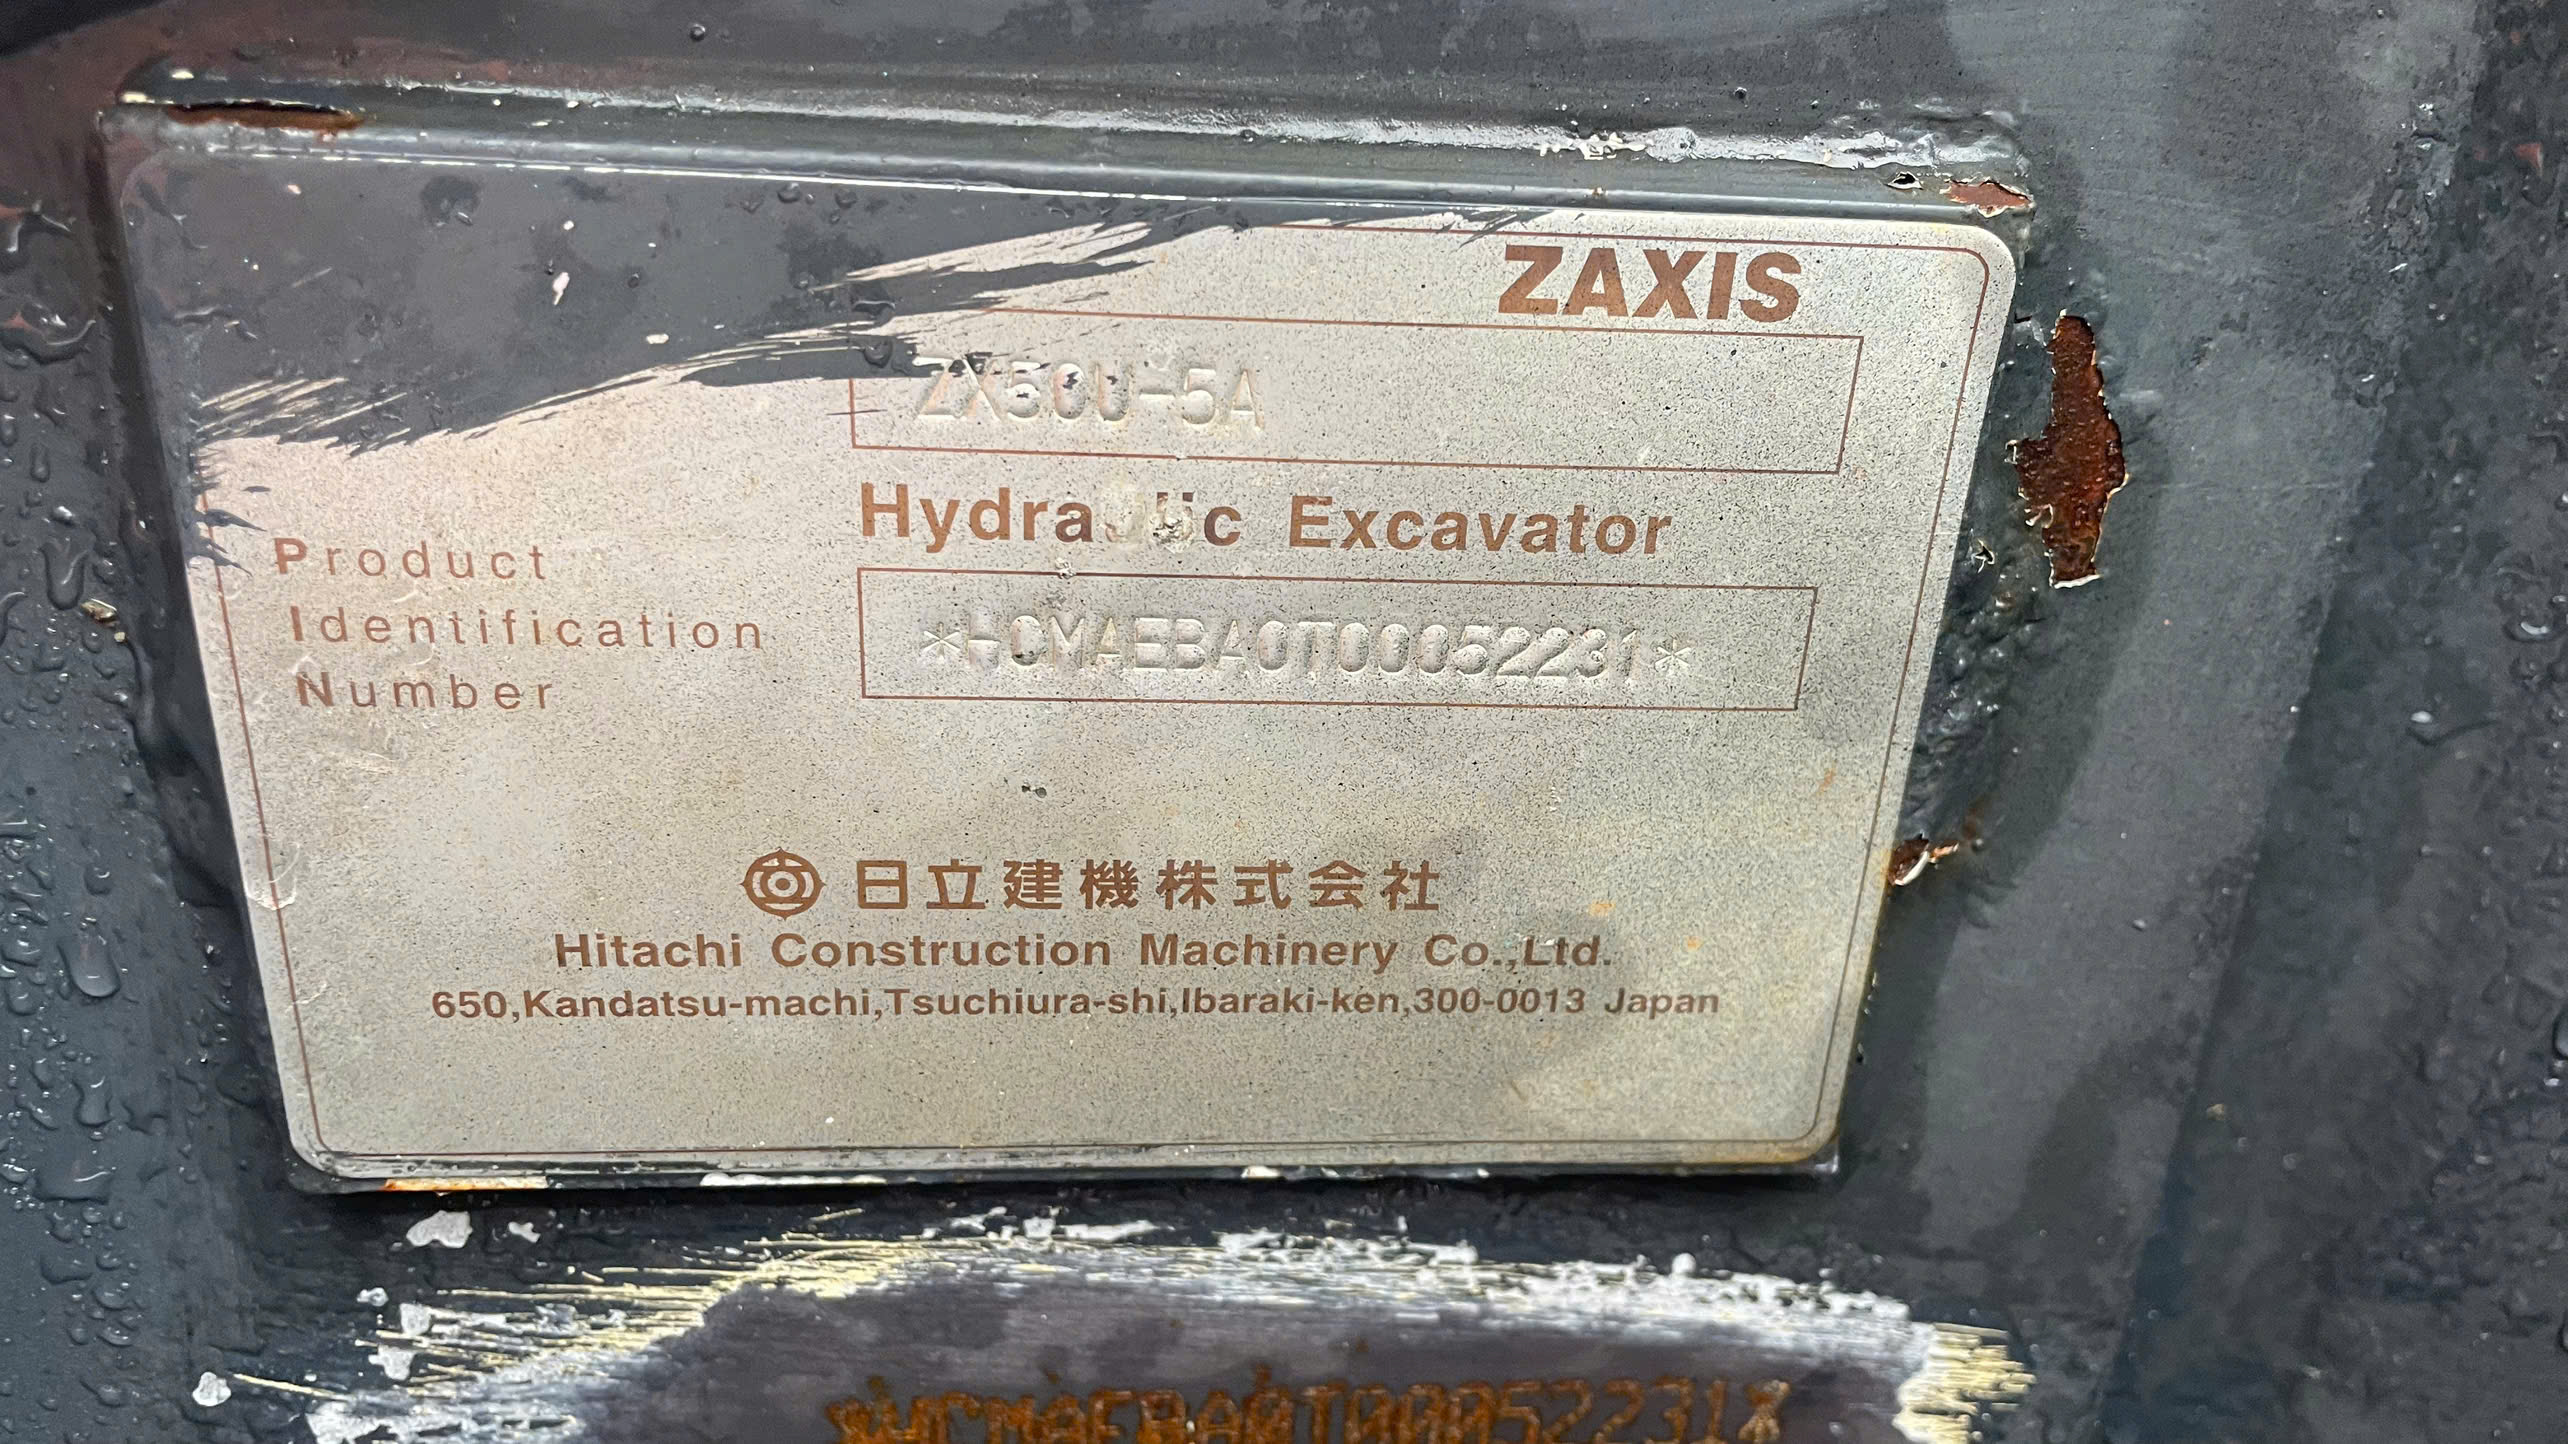 ZAXIS
ZX50U-5A
Hydraulic Excavator
Product
Identification
Number
*HCMAEBA0T00052231*
日立建機株式会社
Hitachi Construction Machinery Co.,Ltd.
650,Kandatsu-machi,Tsuchiura-shi,Ibaraki-ken,300-0013 Japan
*HCMAEBA0T00052231*